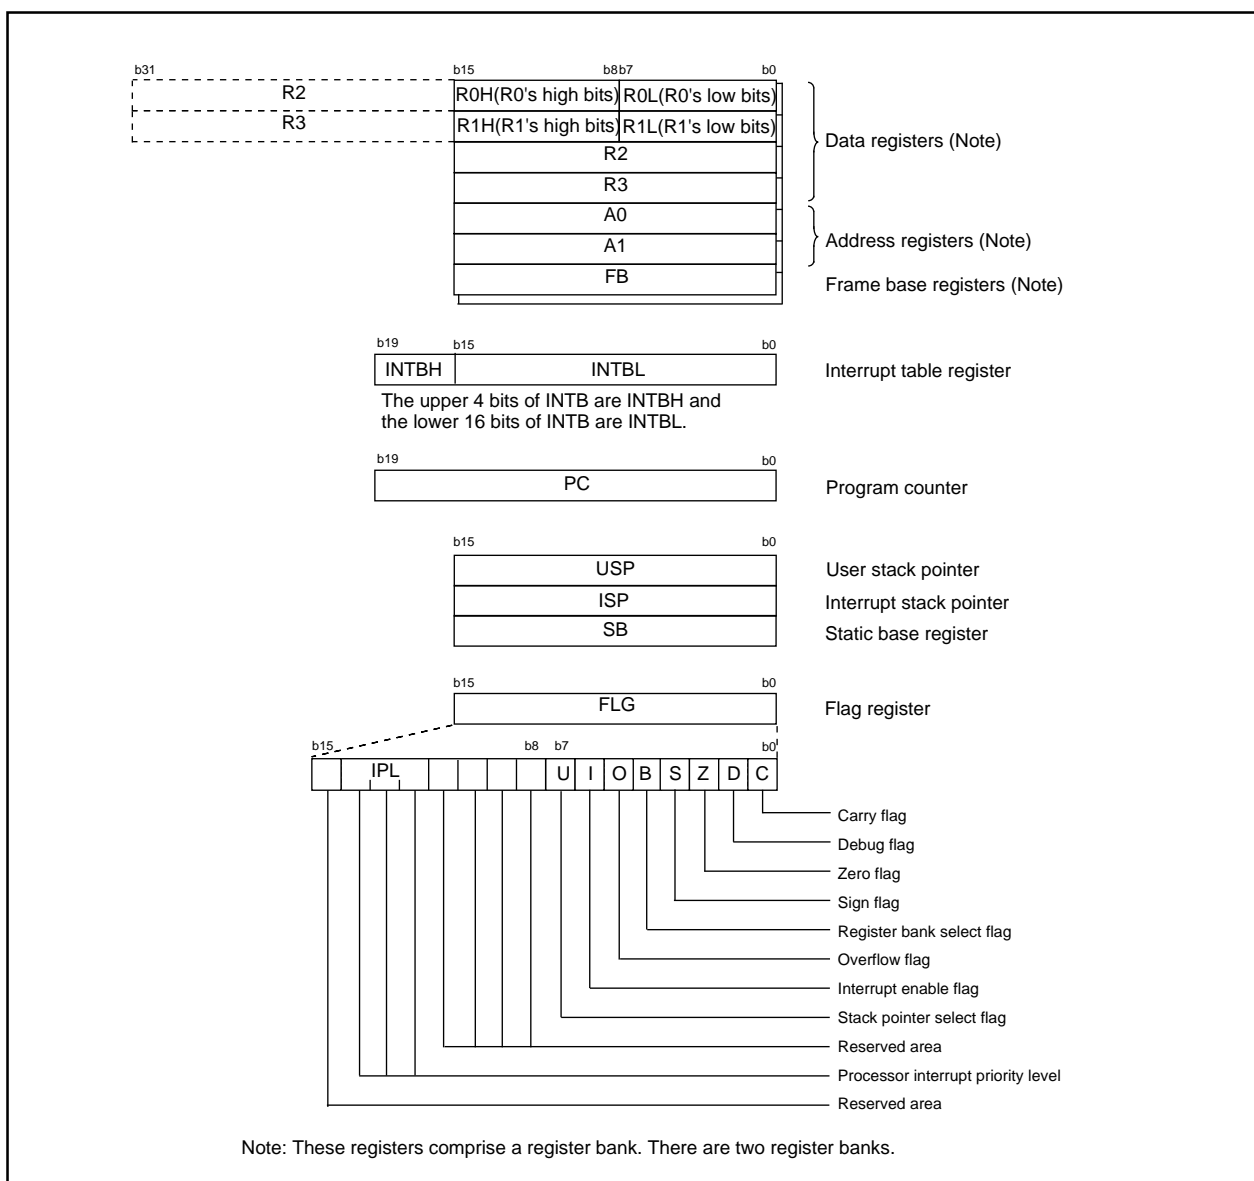 b31 b15 b8b7 b0
R2 R0H(R0's high bits) R0L(R0's low bits)
R3 R1H(R1's high bits) R1L(R1's low bits)
Data registers (Note)
R2
R3
A0
A1
Address registers (Note)
FB
Frame base registers (Note)
b19 b15 b0
INTBH INTBL Interrupt table register
The upper 4 bits of INTB are INTBH and
the lower 16 bits of INTB are INTBL.
b19 b0
PC Program counter
b15 b0
USP User stack pointer
ISP Interrupt stack pointer
SB Static base register
b15 b0
FLG Flag register
b15 b8 b7 b0
IPL U I O B S Z D C
Carry flag
Debug flag
Zero flag
Sign flag
Register bank select flag
Overflow flag
Interrupt enable flag
Stack pointer select flag
Reserved area
Processor interrupt priority level
Reserved area
Note: These registers comprise a register bank. There are two register banks.